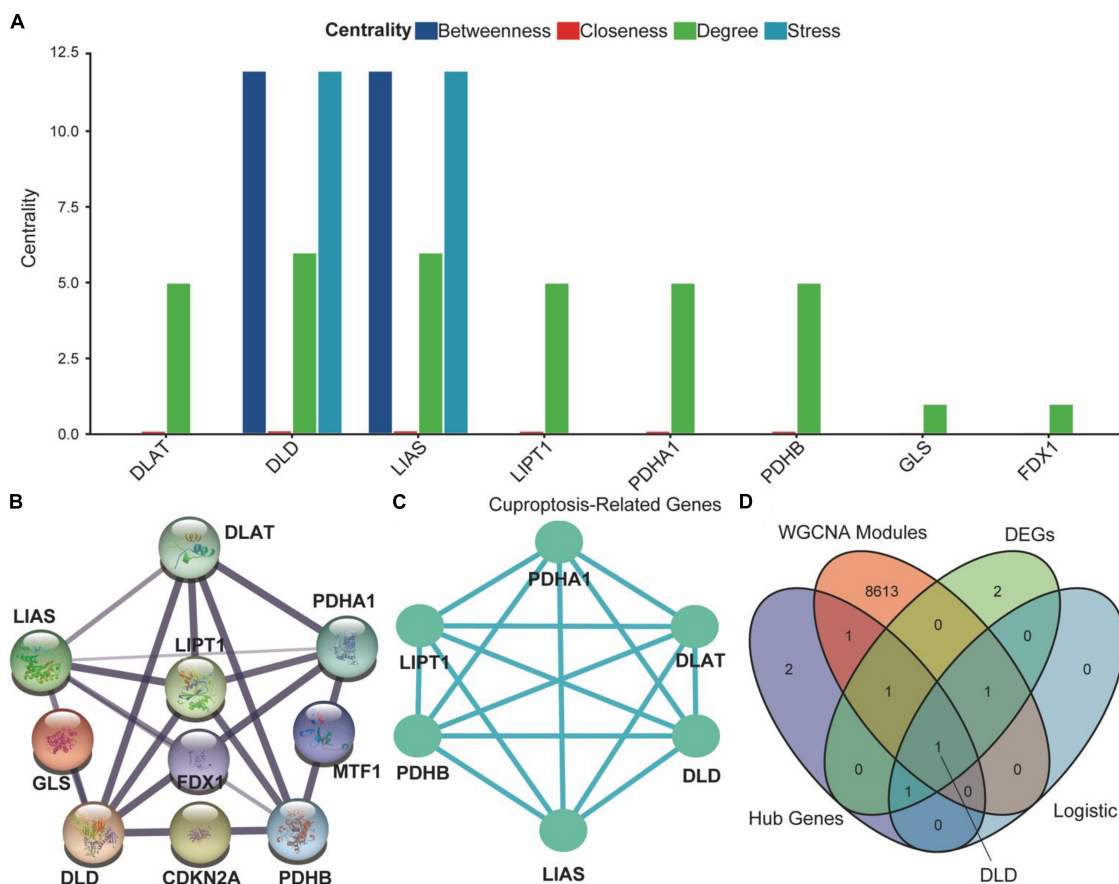 A
Centrality Betweenness Closeness Degree Stress
Centrality
12.5
10.0
7.5
5.0
2.5
0.0
DLAT DLD LIAS LIPT1 PDHA1 PDHB GLS FDX1
B
DLAT
LIAS
PDHA1
LIPT1
GLS
FDX1
MTF1
DLD
CDKN2A
PDHB
C
Cuproptosis-Related Genes
PDHA1
LIPT1
DLAT
PDHB
DLD
LIAS
D
WGCNA Modules
DEGs
8613
2
0
1
0
2
1
1
0
1
0
0
1
0
Hub Genes
Logistic
0
DLD